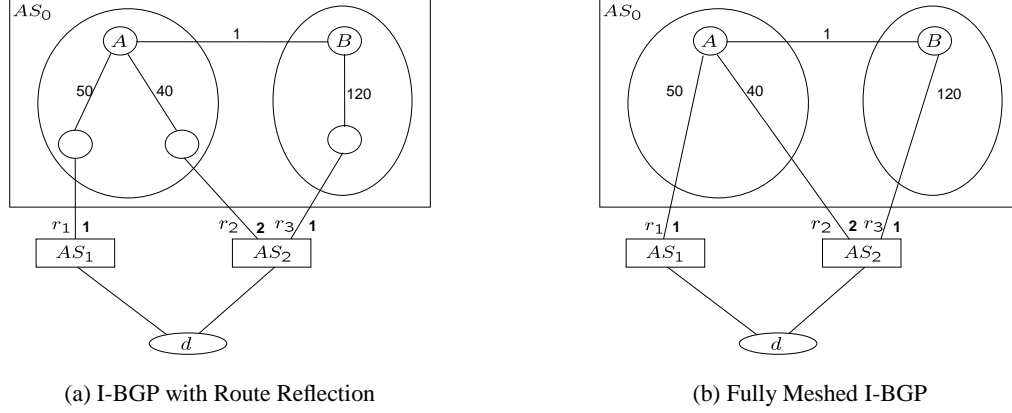 AS₀
A
1
B
50
40
120
r₁
1
r₂
2
r₃
1
AS₁
AS₂
d
(a) I-BGP with Route Reflection
AS₀
A
1
B
50
40
120
r₁
1
r₂
2
r₃
1
AS₁
AS₂
d
(b) Fully Meshed I-BGP